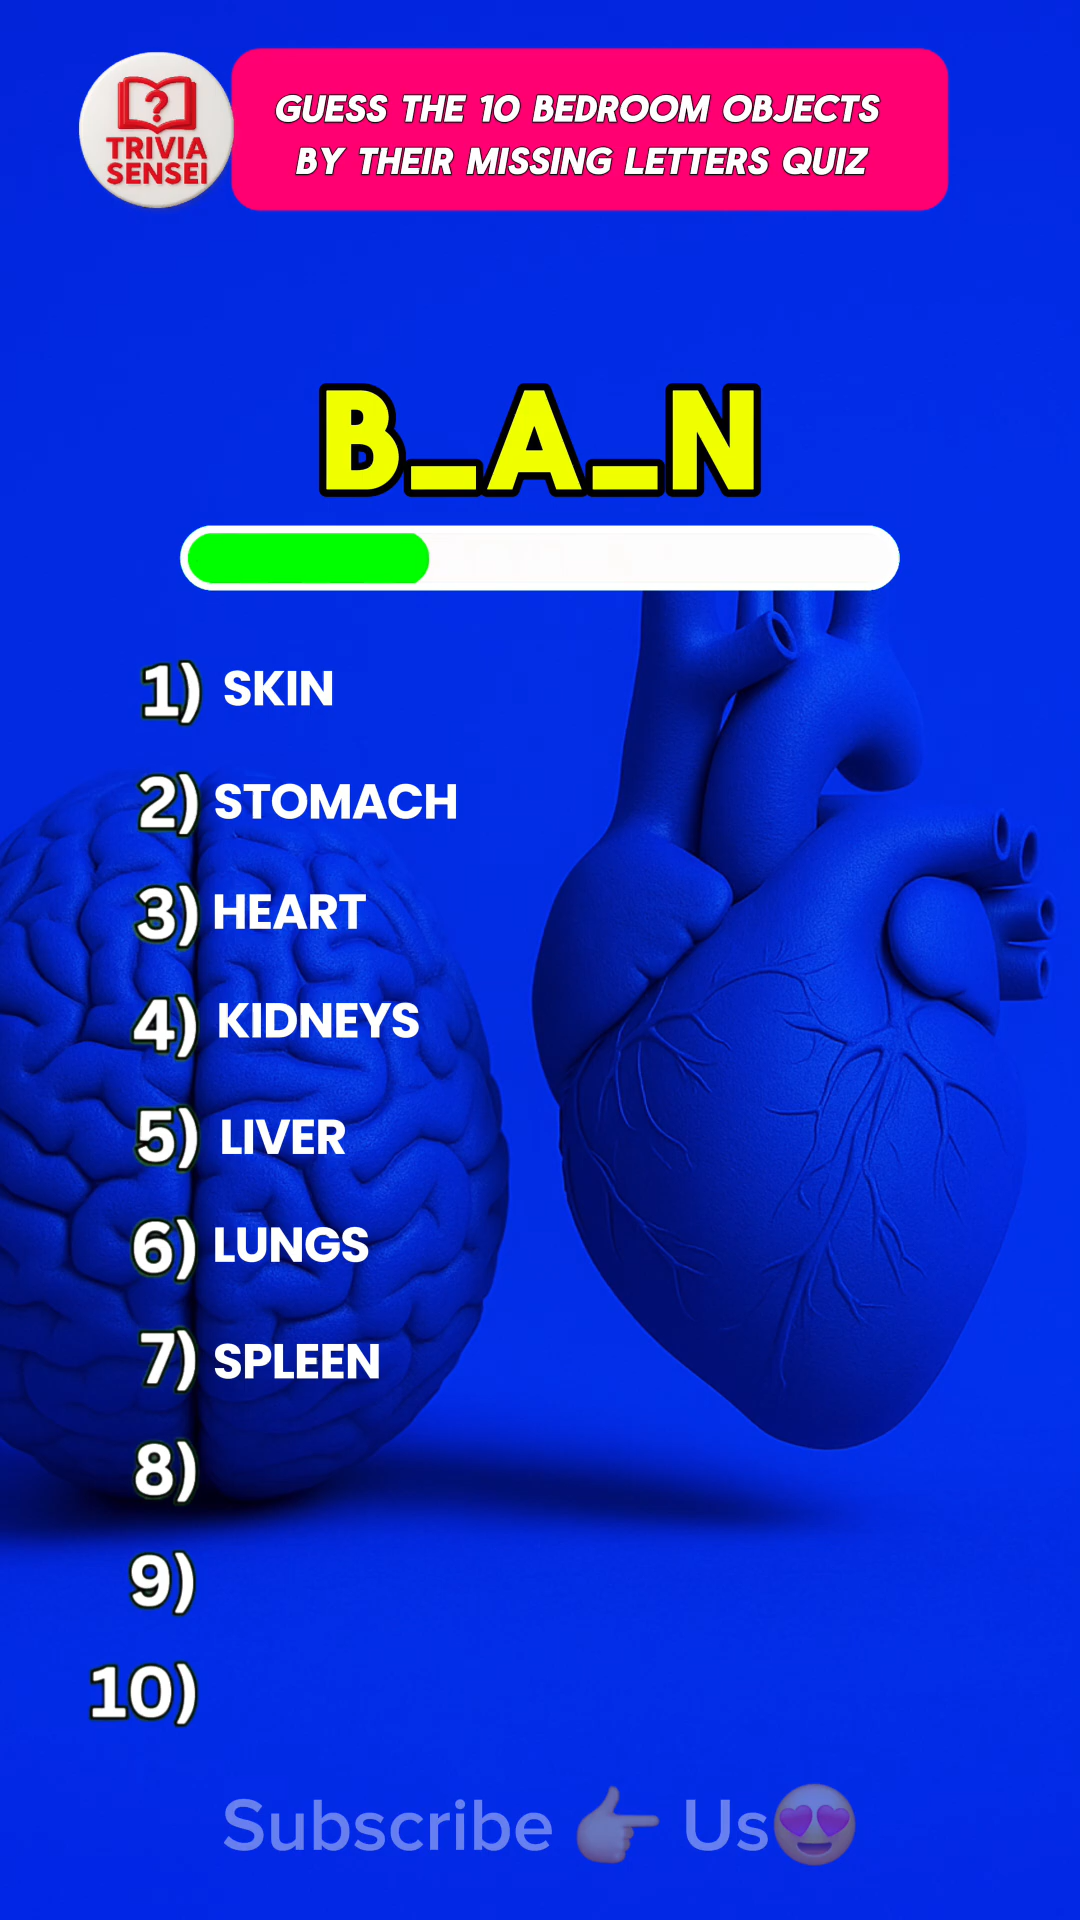 TRIVIA
SENSEI
GUESS THE 10 BEDROOM OBJECTS
BY THEIR MISSING LETTERS QUIZ
B_A_N
1) SKIN
2) STOMACH
3) HEART
4) KIDNEYS
5) LIVER
6) LUNGS
7) SPLEEN
8)
9)
10)
Subscribe 👉 Us😍